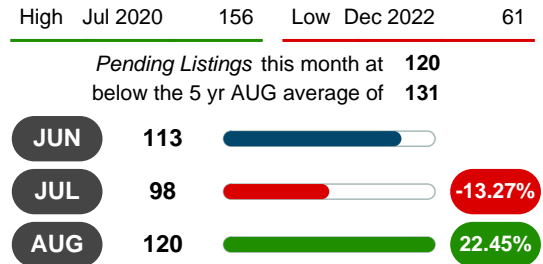 High Jul 2020 156 Low Dec 2022 61
Pending Listings this month at 120
below the 5 yr AUG average of 131
JUN 113
JUL 98 -13.27%
AUG 120 22.45%